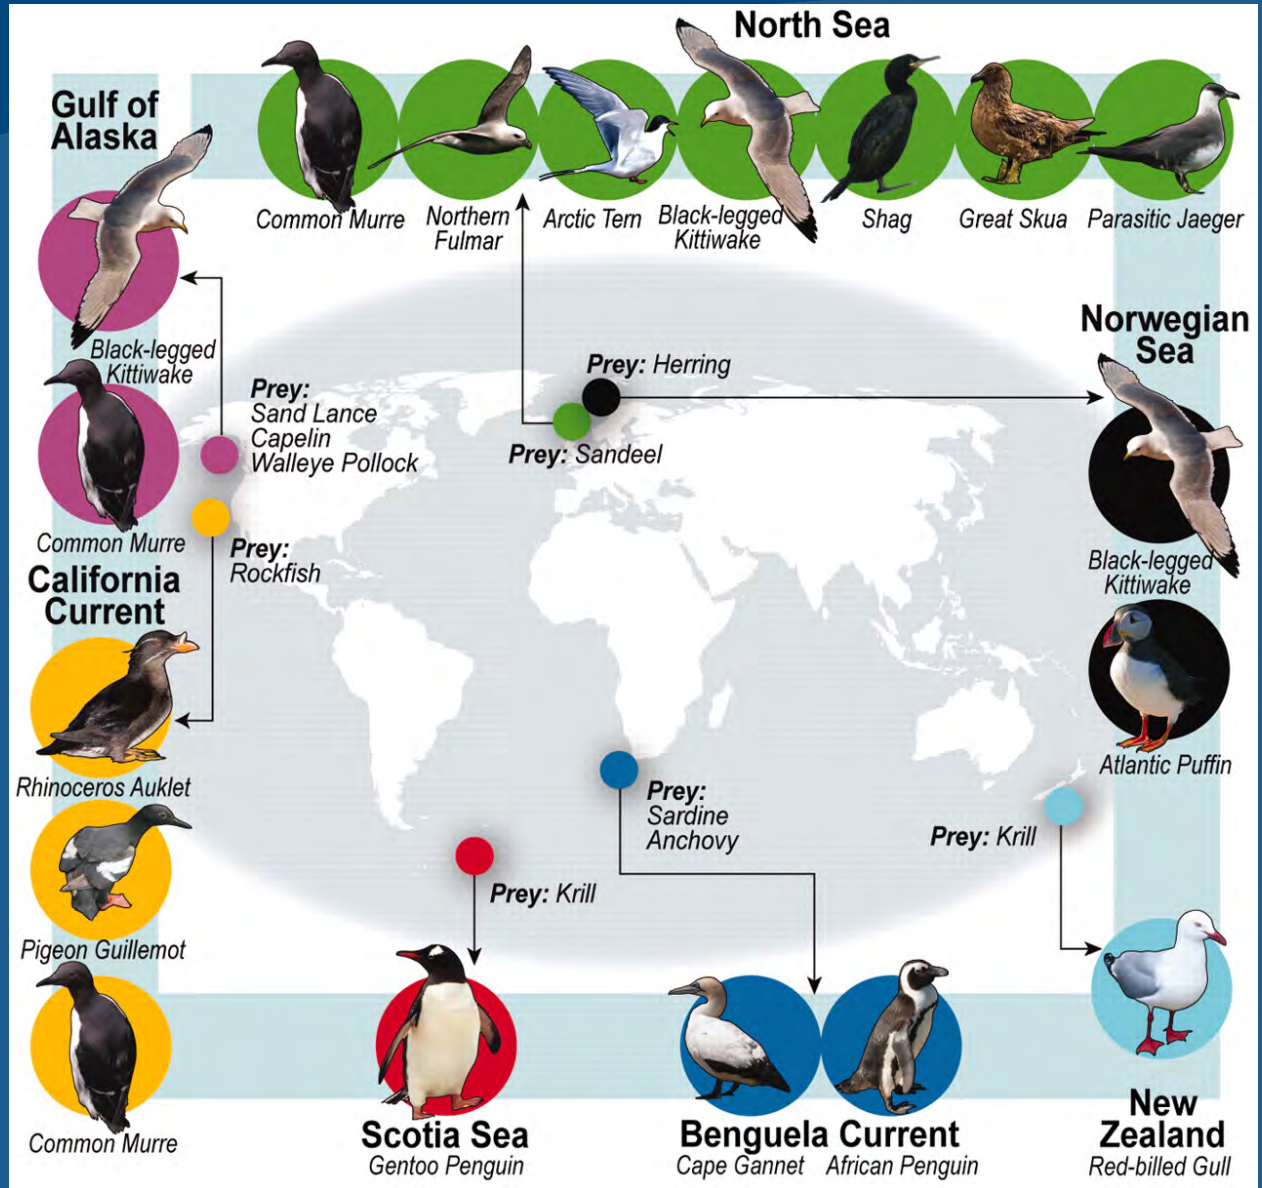 North Sea
Gulf of
Alaska
Common Murre
Northern
Fulmar
Arctic Tern
Black-legged
Kittiwake
Shag
Great Skua
Parasitic Jaeger
Black-legged
Kittiwake
Prey:
Sand Lance
Capelin
Walleye Pollock
Common Murre
Prey: Herring
Prey: Sandeel
Norwegian
Sea
Black-legged
Kittiwake
Atlantic Puffin
California
Current
Prey:
Rockfish
Rhinoceros Auklet
Pigeon Guillemot
Common Murre
Prey: Krill
Scotia Sea
Gentoo Penguin
Prey:
Sardine
Anchovy
Benguela Current
Cape Gannet African Penguin
Prey: Krill
New
Zealand
Red-billed Gull